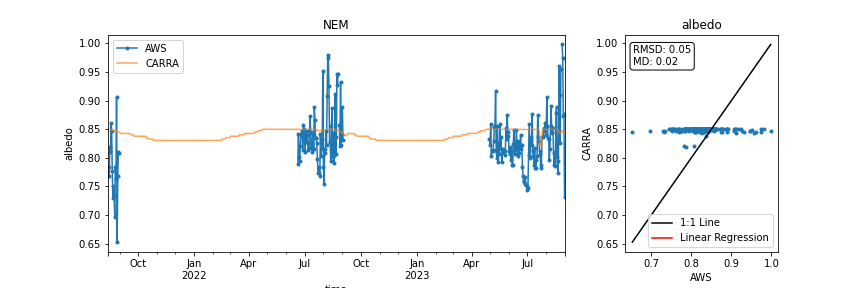 NEM
albedo
1.00
0.95
0.90
0.85
0.80
0.75
0.70
0.65
AWS
CARRA
Oct
Jan
2022
Apr
Jul
Oct
Jan
2023
Apr
Jul
time
albedo
CARRA
1.00
0.95
0.90
0.85
0.80
0.75
0.70
0.65
RMSD: 0.05
MD: 0.02
1:1 Line
Linear Regression
0.7
0.8
0.9
1.0
AWS